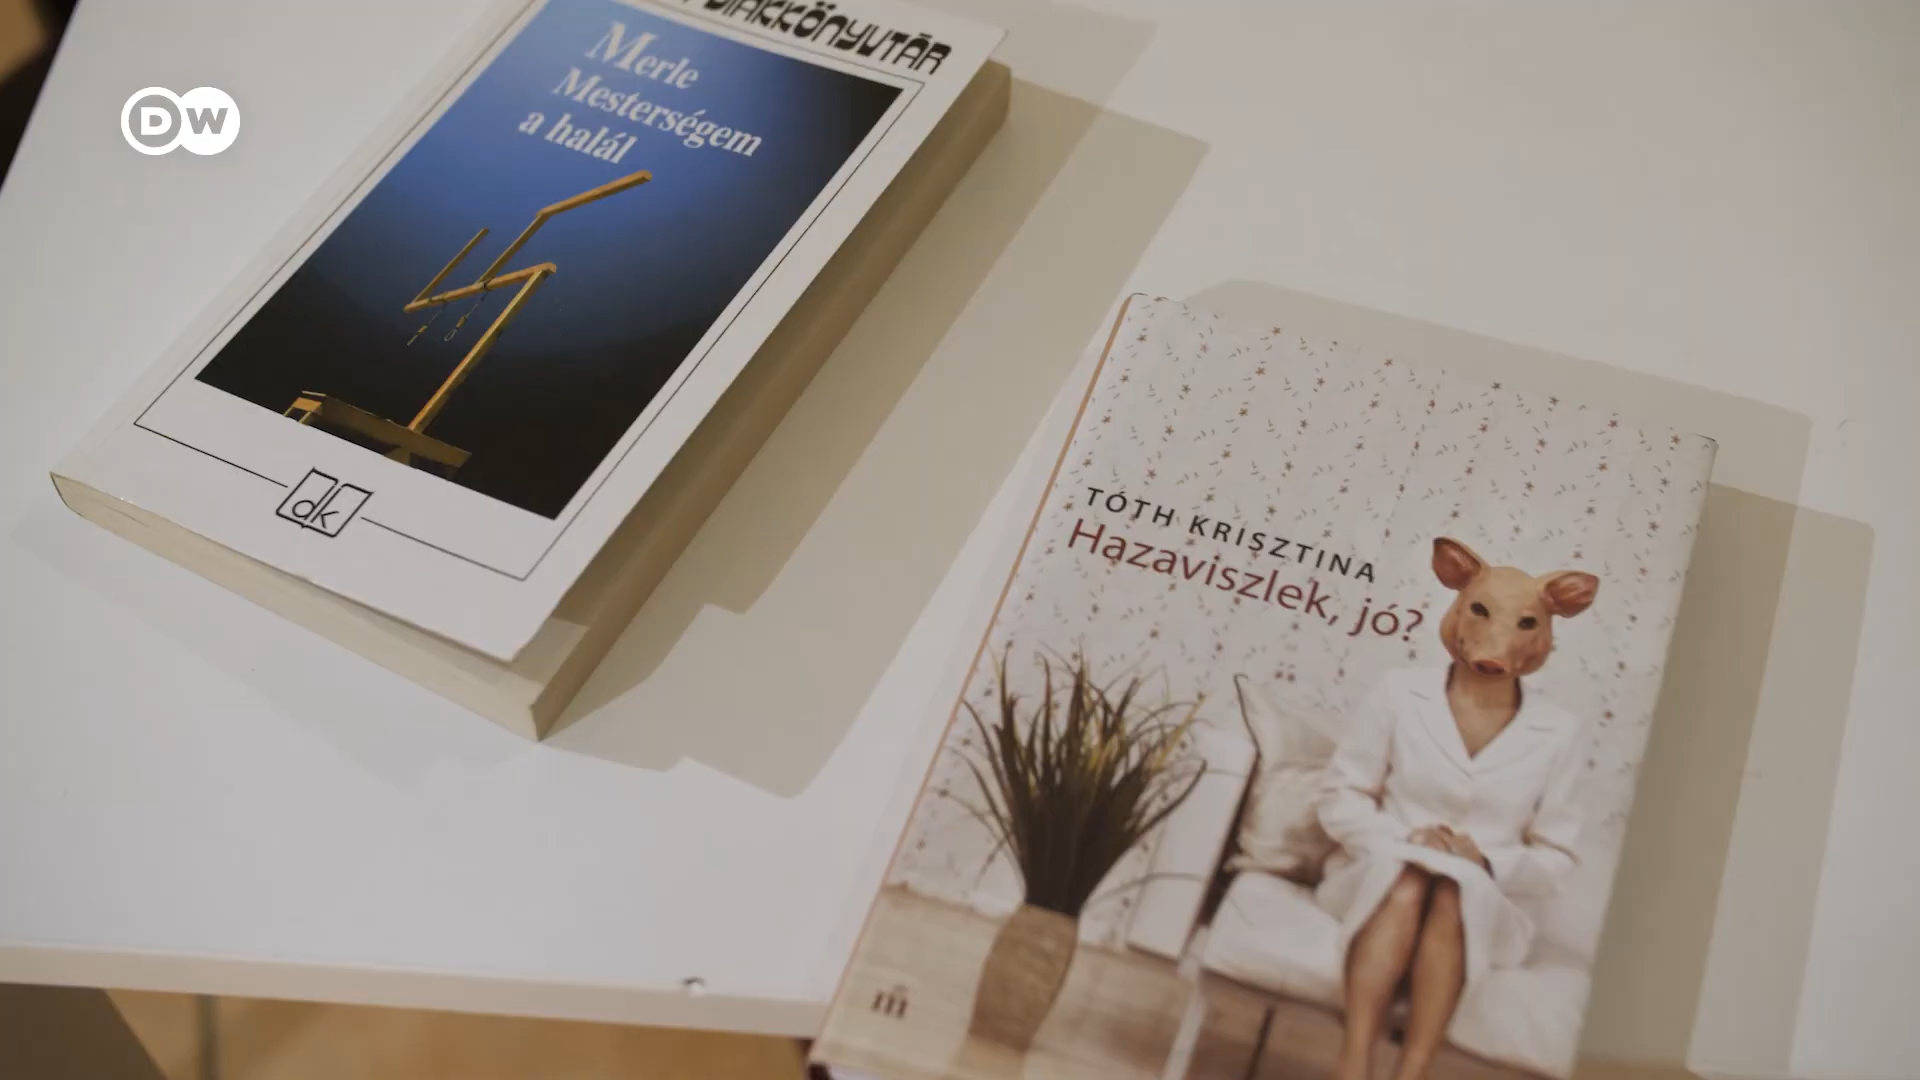 DW
DIÁKKÖNYVTÁR
Merle
Mesterségem
a halál
dk
TÓTH KRISZTINA
Hazaviszlek, jó?
m